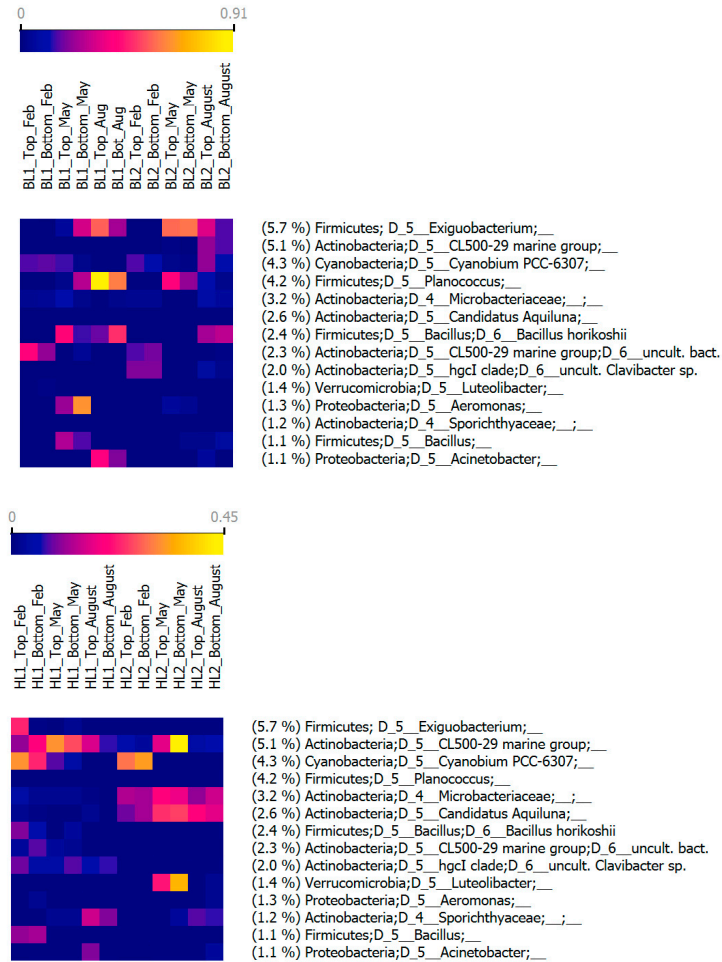 0 0.91
BL1_Top_Feb
BL1_Bottom_Feb
BL1_Top_May
BL1_Bottom_May
BL1_Top_Aug
BL1_Bot_Aug
BL2_Top_Feb
BL2_Bottom_Feb
BL2_Top_May
BL2_Bottom_May
BL2_Top_August
BL2_Bottom_August
(5.7 %) Firmicutes; D_5__Exiguobacterium;__
(5.1 %) Actinobacteria;D_5__CL500-29 marine group;__
(4.3 %) Cyanobacteria;D_5__Cyanobium PCC-6307;__
(4.2 %) Firmicutes;D_5__Planococcus;__
(3.2 %) Actinobacteria;D_4__Microbacteriaceae;__;__
(2.6 %) Actinobacteria;D_5__Candidatus Aquiluna;__
(2.4 %) Firmicutes;D_5__Bacillus;D_6__Bacillus horikoshii
(2.3 %) Actinobacteria;D_5__CL500-29 marine group;D_6__uncult. bact.
(2.0 %) Actinobacteria;D_5__hgcI clade;D_6__uncult. Clavibacter sp.
(1.4 %) Verrucomicrobia;D_5__Luteolibacter;__
(1.3 %) Proteobacteria;D_5__Aeromonas;__
(1.2 %) Actinobacteria;D_4__Sporichthyaceae;__;__
(1.1 %) Firmicutes;D_5__Bacillus;__
(1.1 %) Proteobacteria;D_5__Acinetobacter;__
0 0.45
HL1_Top_Feb
HL1_Bottom_Feb
HL1_Top_May
HL1_Bottom_May
HL1_Top_August
HL1_Bottom_August
HL2_Top_Feb
HL2_Bottom_Feb
HL2_Top_May
HL2_Bottom_May
HL2_Top_August
HL2_Bottom_August
(5.7 %) Firmicutes; D_5__Exiguobacterium;__
(5.1 %) Actinobacteria;D_5__CL500-29 marine group;__
(4.3 %) Cyanobacteria;D_5__Cyanobium PCC-6307;__
(4.2 %) Firmicutes;D_5__Planococcus;__
(3.2 %) Actinobacteria;D_4__Microbacteriaceae;__;__
(2.6 %) Actinobacteria;D_5__Candidatus Aquiluna;__
(2.4 %) Firmicutes;D_5__Bacillus;D_6__Bacillus horikoshii
(2.3 %) Actinobacteria;D_5__CL500-29 marine group;D_6__uncult. bact.
(2.0 %) Actinobacteria;D_5__hgcI clade;D_6__uncult. Clavibacter sp.
(1.4 %) Verrucomicrobia;D_5__Luteolibacter;__
(1.3 %) Proteobacteria;D_5__Aeromonas;__
(1.2 %) Actinobacteria;D_4__Sporichthyaceae;__;__
(1.1 %) Firmicutes;D_5__Bacillus;__
(1.1 %) Proteobacteria;D_5__Acinetobacter;__